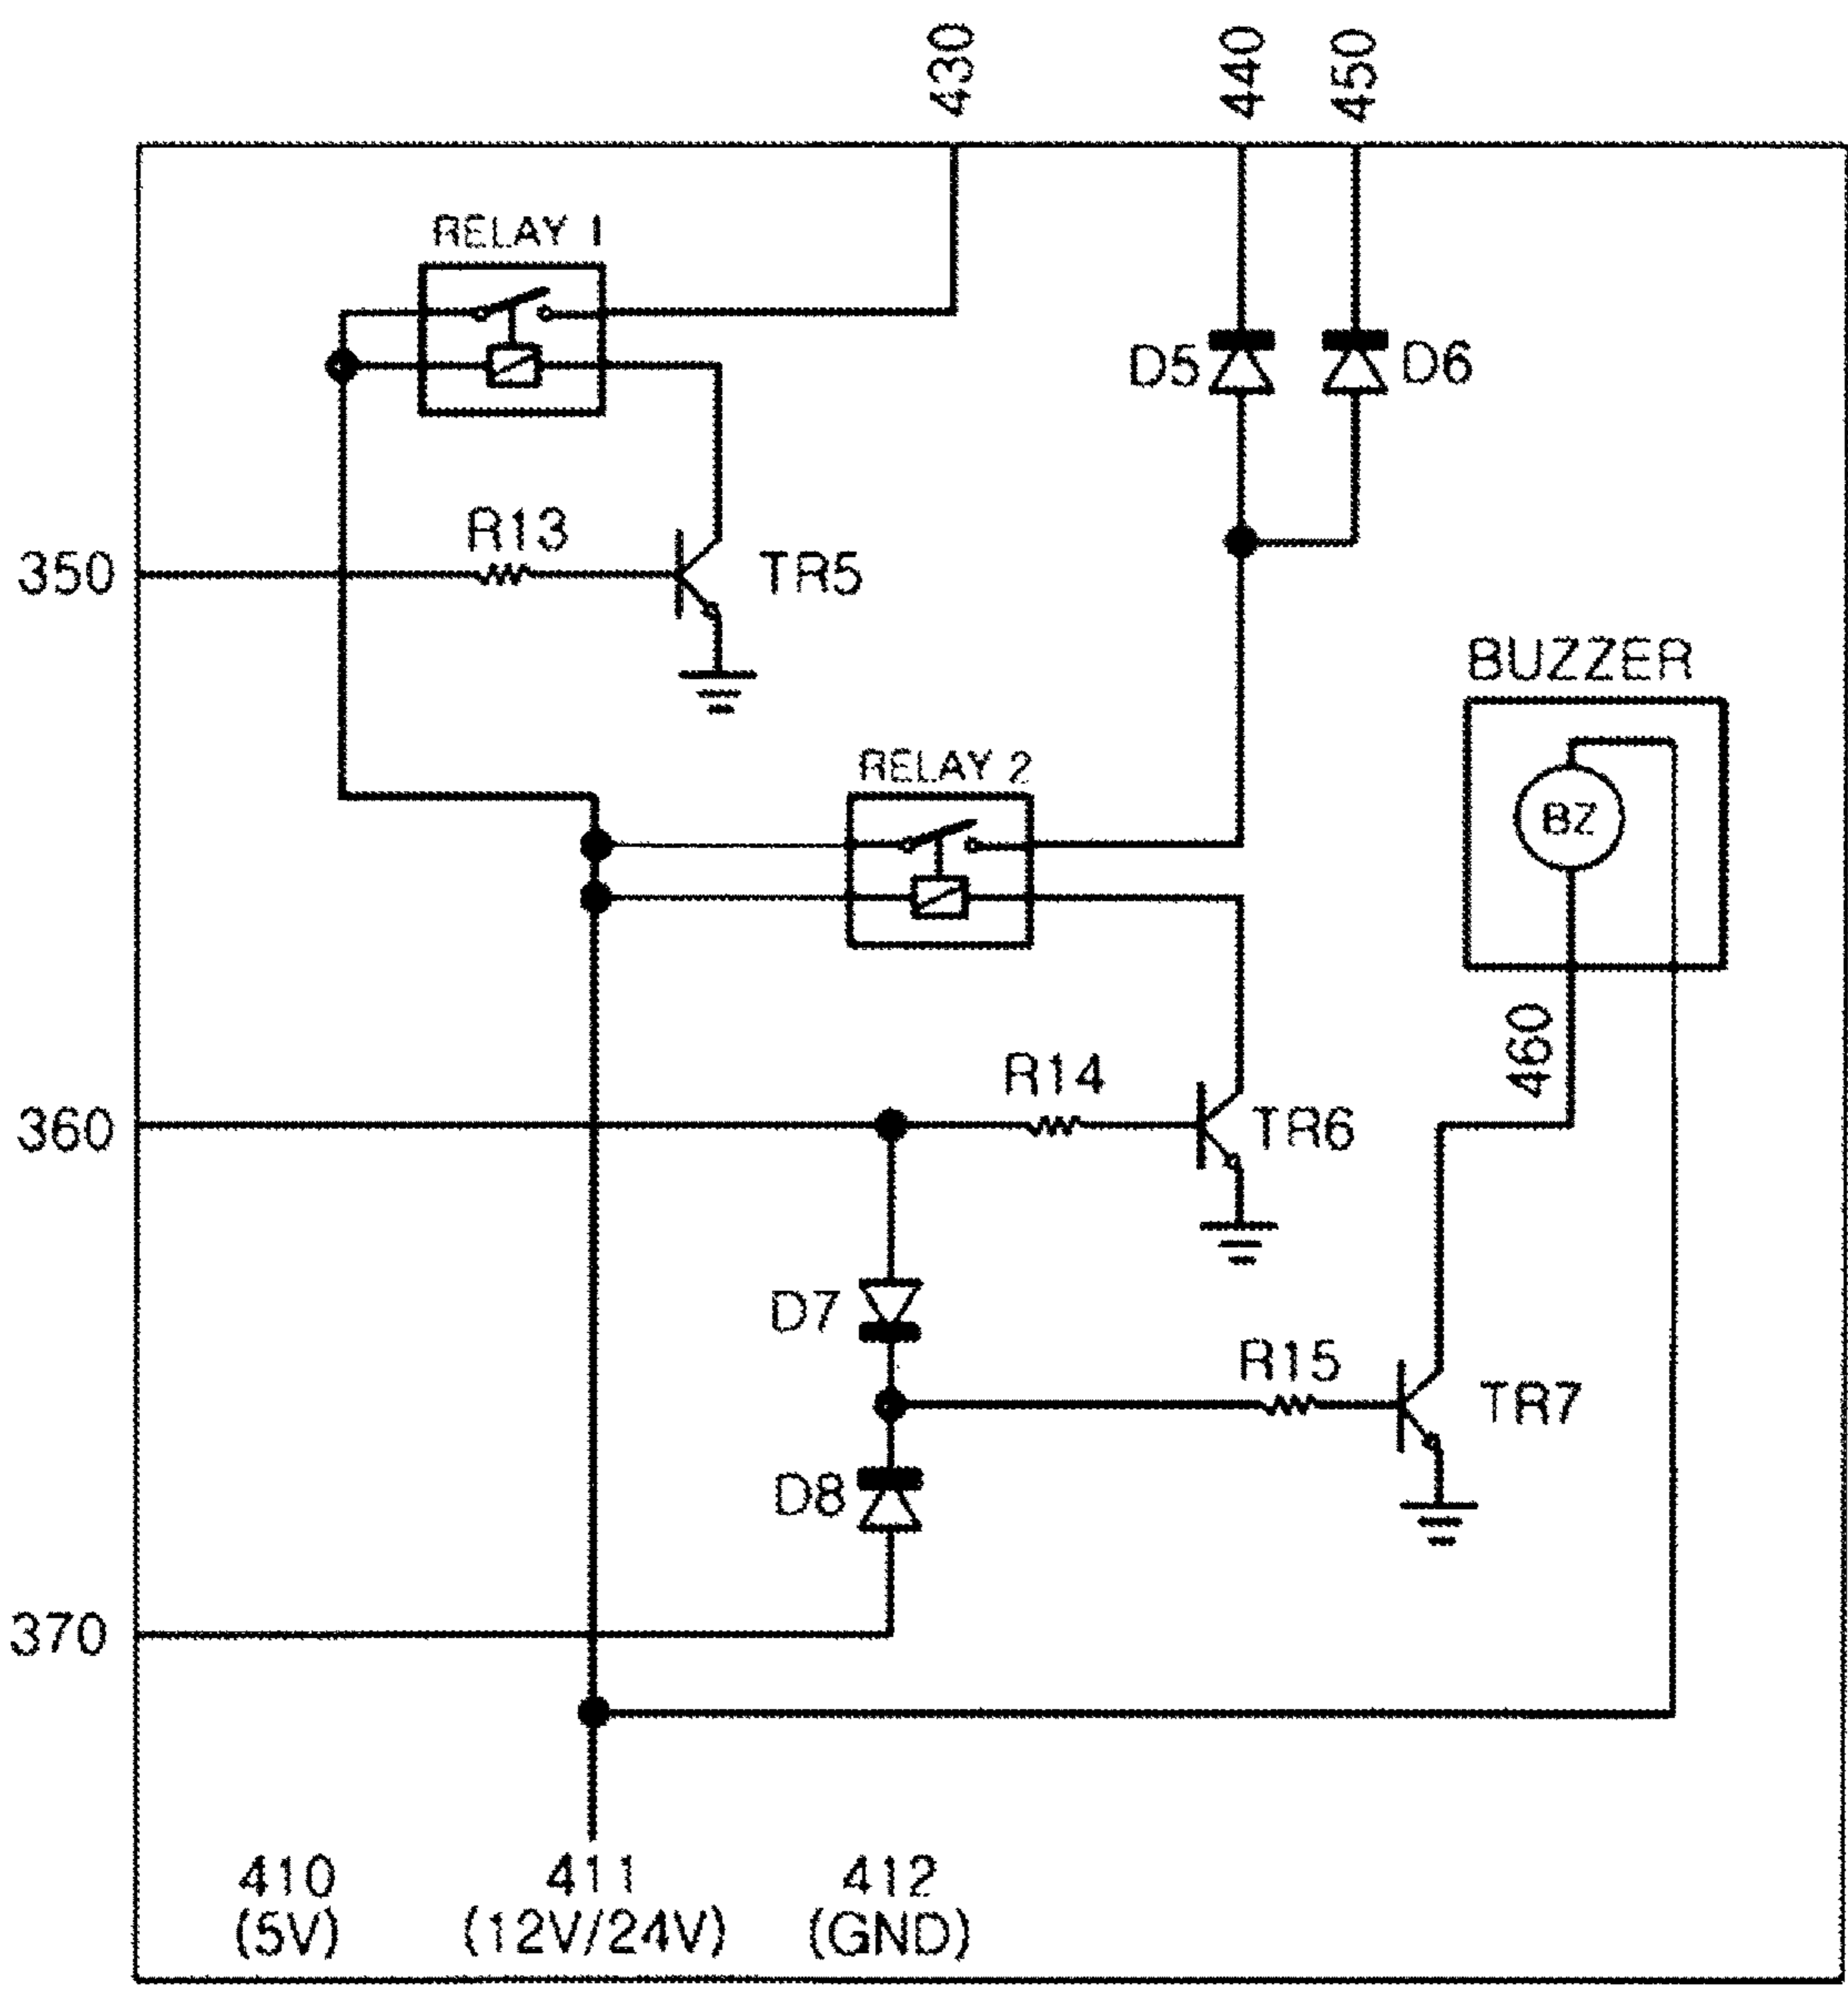 430
440
450
RELAY 1
D5
D6
R13
350
TR5
BUZZER
RELAY 2
BZ
460
R14
360
TR6
D7
R15
TR7
D8
370
410
(5V)
411
(12V/24V)
412
(GND)